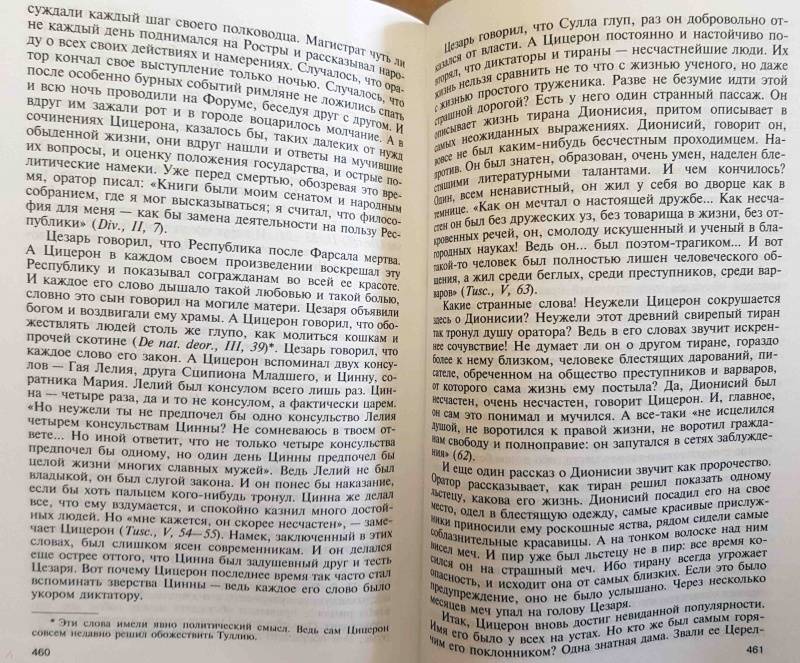 суждали каждый шаг своего полководца. Магистрат чуть ли
не каждый день поднимался на Ростры и рассказывал наро-
ду о всех своих действиях и намерениях. Случалось, что ора-
тор кончал свое выступление только ночью. Случалось, что
после особенно бурных событий римляне не ложились спать
и всю ночь проводили на Форуме, беседуя друг с другом. И
вдруг им зажали рот и в городе воцарилось молчание. А в
сочинениях Цицерона, казалось бы, таких далеких от нужд
обыденной жизни, они вдруг нашли и ответы на мучившие
их вопросы, и оценку положения государства, и острые по-
литические намеки. Уже перед смертью, обозревая это вре-
мя, оратор писал: «Книги были моим сенатом и народным
собранием, где я мог высказываться; я считал, что филосо-
фия для меня — как бы замена деятельности на пользу Рес-
публики» (Div., II, 7).
Цезарь говорил, что Республика после Фарсала мертва.
А Цицерон в каждом своем произведении воскрешал эту
Республику и показывал согражданам во всей ее красоте.
И каждое его слово дышало такой любовью и такой болью,
словно это сын говорил на могиле матери. Цезаря объявили
богом и воздвигали ему храмы. А Цицерон говорил, что обо-
жествлять людей столь же глупо, как молиться кошкам и
прочей скотине (De nat. deor., III, 39)*. Цезарь говорил, что
каждое слово его закон. А Цицерон вспоминал двух консу-
лов — Гая Лелия, друга Сципиона Младшего, и Цинну, со-
ратника Мария. Лелий был консулом всего лишь раз. Цин-
на — четыре раза, да и то не консулом, а фактически царем.
«Но неужели ты не предпочел бы одно консульство Лелия
четырем консульствам Цинны? Не сомневаюсь в твоем от-
вете... Но иной ответит, что не только четыре консульства
предпочел бы одному, но один день Цинны предпочел бы
целой жизни многих славных мужей». Ведь Лелий не был
владыкой, он был слугой закона. И он понес бы наказание,
если бы хоть пальцем кого-нибудь тронул. Цинна же делал
все, что ему вздумается, и спокойно казнил много достой-
ных людей. Но «мне кажется, он скорее несчастен», — заме-
чает Цицерон (Tusc., V, 54—55). Намек, заключенный в этих
словах, был слишком ясен современникам. И он делался
еще острее оттого, что Цинна был задушевный друг и тесть
Цезаря. Вот почему Цицерон последнее время так часто стал
вспоминать зверства Цинны — ведь каждое его слово было
укором диктатору.
* Эти слова имели явно политический смысл. Ведь сам Цицерон
совсем недавно решил обожествить Туллию.
460
Цезарь говорил, что Сулла глуп, раз он добровольно от-
казался от власти. А Цицерон постоянно и настойчиво по-
вторял, что диктаторы и тираны — несчастнейшие люди. Их
жизнь нельзя сравнить не то что с жизнью ученого, но даже
с жизнью простого труженика. Разве не безумие идти этой
страшной дорогой? Есть у него один странный пассаж. Он
описывает жизнь тирана Дионисия, притом описывает в
самых неожиданных выражениях. Дионисий, говорит он,
вовсе не был каким-нибудь бесчестным проходимцем. На-
против. Он был знатен, образован, очень умен, наделен бле-
стящими литературными талантами. И чем кончилось?
Один, всем ненавистный, он жил у себя во дворце как в
темнице. «Как он мечтал о настоящей дружбе... Как несча-
стен он был без дружеских уз, без товарища в жизни, без от-
кровенных речей, он, смолоду искушенный и ученый в бла-
городных науках! Ведь он... был поэтом-трагиком... И вот
такой-то человек был полностью лишен человеческого об-
щения, а жил среди беглых, среди преступников, среди вар-
варов» (Tusc., V, 63).
Какие странные слова! Неужели Цицерон сокрушается
здесь о Дионисии? Неужели этот древний свирепый тиран
так тронул душу оратора? Ведь в его словах звучит искрен-
нее сочувствие! Не думает ли он о другом тиране, гораздо
более к нему близком, человеке блестящих дарований, пи-
сателе, обреченном на общество преступников и варваров,
от которого сама жизнь ему постыла? Да, Дионисий был
несчастен, очень несчастен, говорит Цицерон. И, главное,
он сам это понимал и мучился. А все-таки «не исцелился
душой, не воротился к правой жизни, не воротил гражда-
нам свободу и полноправие: он запутался в сетях заблужде-
ния» (62).
И еще один рассказ о Дионисии звучит как пророчество.
Оратор рассказывает, как тиран решил показать одному
льстецу, какова его жизнь. Дионисий посадил его на свое
место, одел в блестящую одежду, самые красивые прислуж-
ники приносили ему роскошные яства, рядом сидели самые
соблазнительные красавицы. А на тонком волоске над ним
висел меч. И пир уже был льстецу не в пир: все время ко-
сился он на страшный меч. Ибо тирану всегда угрожает
опасность, и исходит она от самых близких. Если это было
предупреждение, оно не было услышано. Через несколько
месяцев меч упал на голову Цезаря.
Итак, Цицерон вновь достиг невиданной популярности.
Имя его было у всех на устах. Но кто же был самым горя-
чим его поклонником? Одна знатная дама. Звали ее Церел-
461